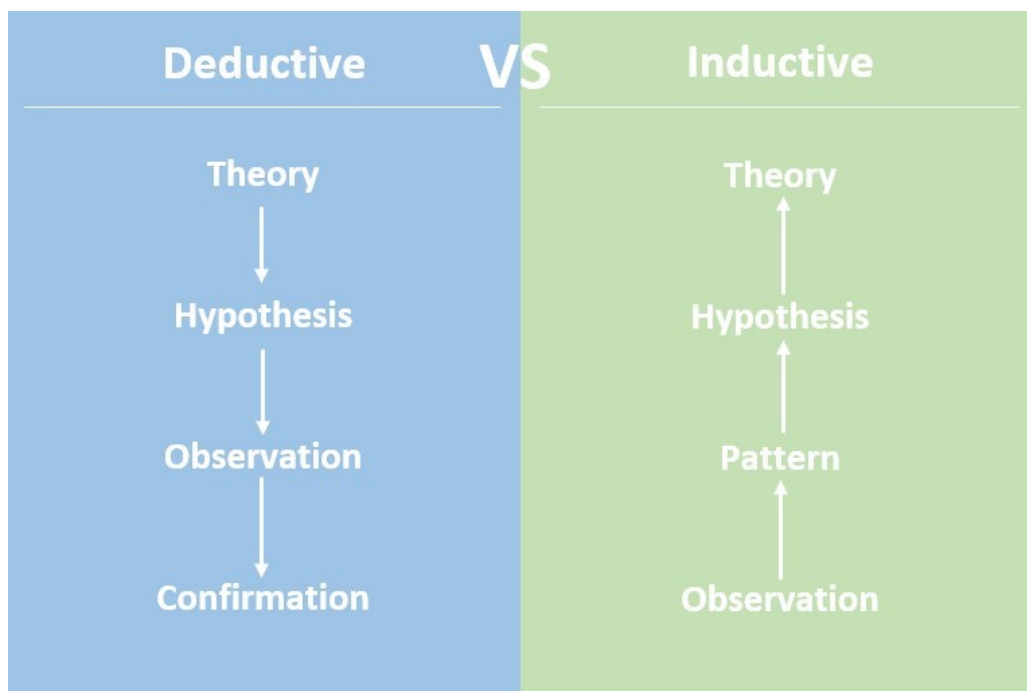 Deductive
VS
Inductive
Theory
Hypothesis
Observation
Confirmation
Theory
Hypothesis
Pattern
Observation